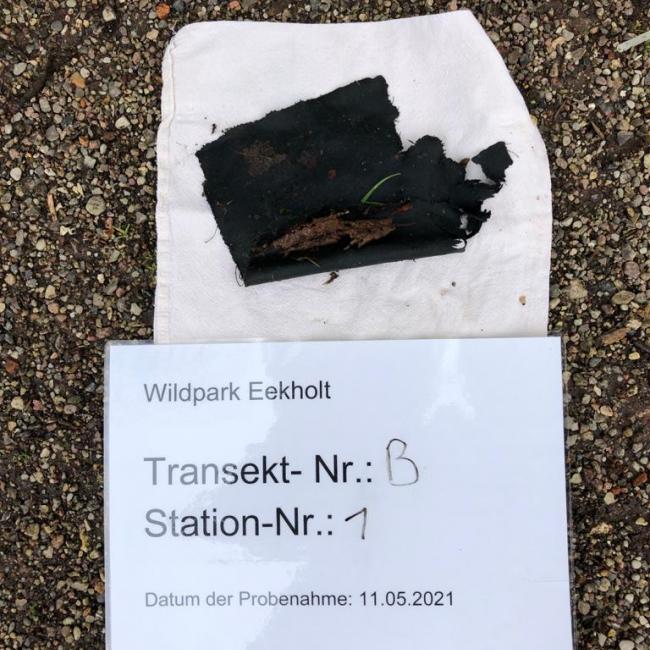 Wildpark Eekholt
Transekt- Nr.: B
Station-Nr.: 1
Datum der Probenahme: 11.05.2021